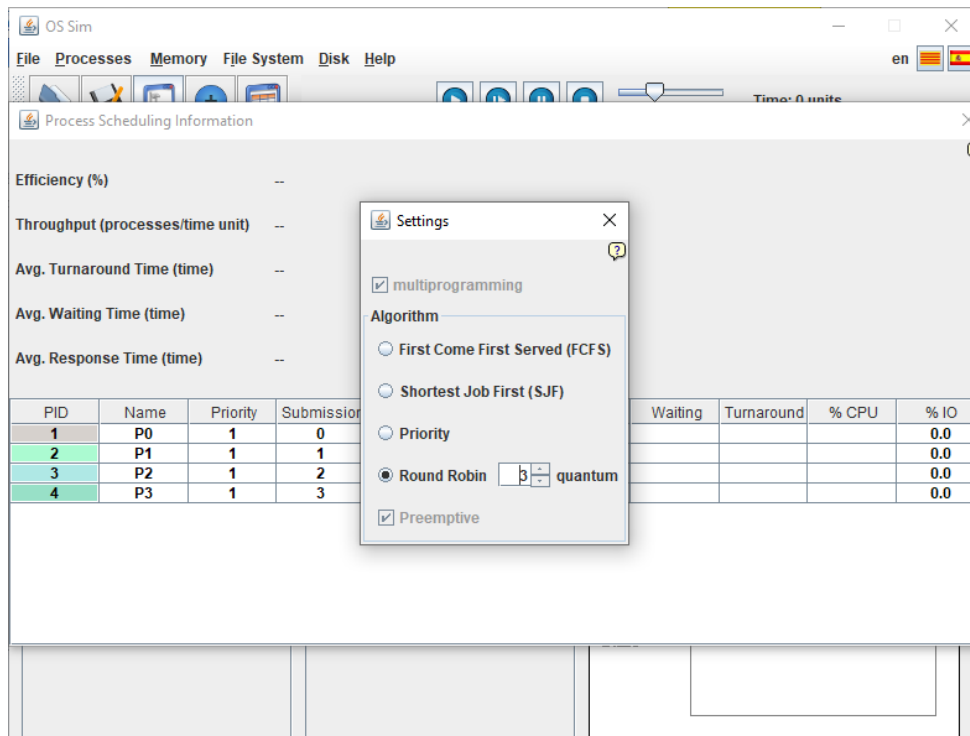 OS Sim
File Processes Memory File System Disk Help en
Time: 0 units
Process Scheduling Information
Efficiency (%) --
Throughput (processes/time unit) --
Avg. Turnaround Time (time) --
Avg. Waiting Time (time) --
Avg. Response Time (time) --
Settings
?
multiprogramming
Algorithm
First Come First Served (FCFS)
Shortest Job First (SJF)
Priority
Round Robin 3 quantum
Preemptive
PID Name Priority Submission Waiting Turnaround % CPU % IO
1 P0 1 0 0.0
2 P1 1 1 0.0
3 P2 1 2 0.0
4 P3 1 3 0.0